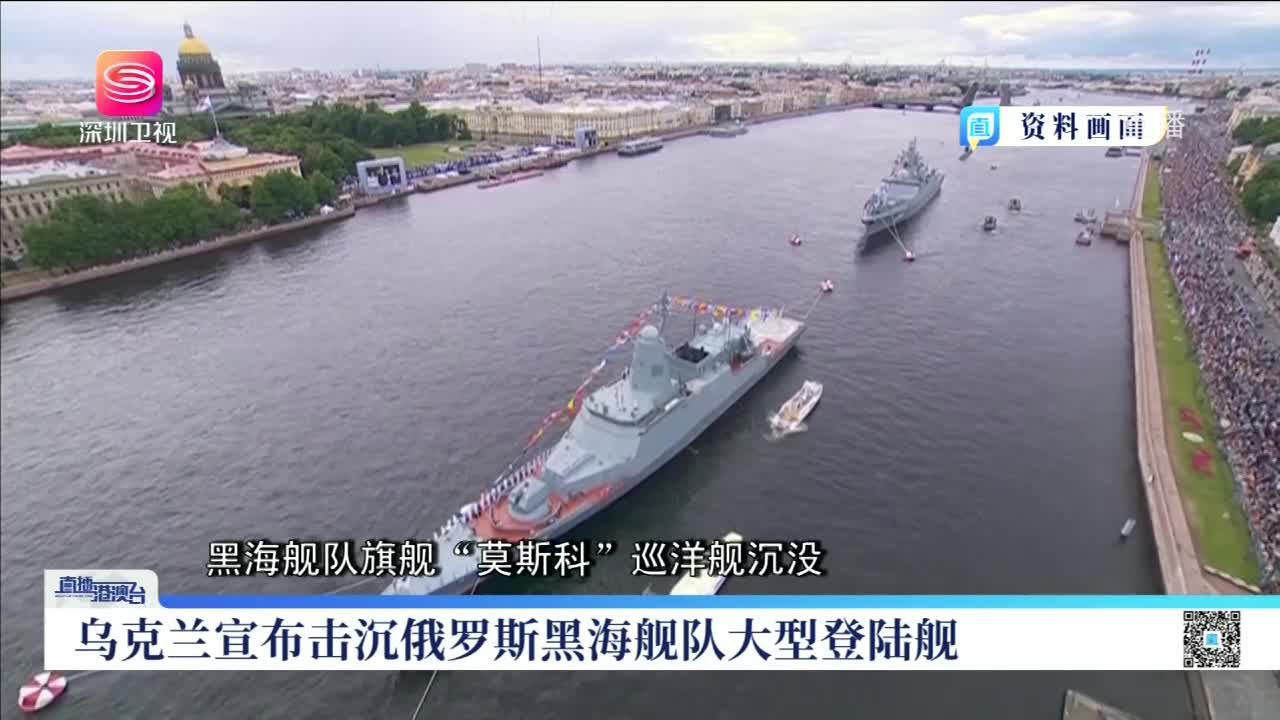 深圳卫视
直
资料画面
播
黑海舰队旗舰“莫斯科”巡洋舰沉没
直播港澳台
乌克兰宣布击沉俄罗斯黑海舰队大型登陆舰